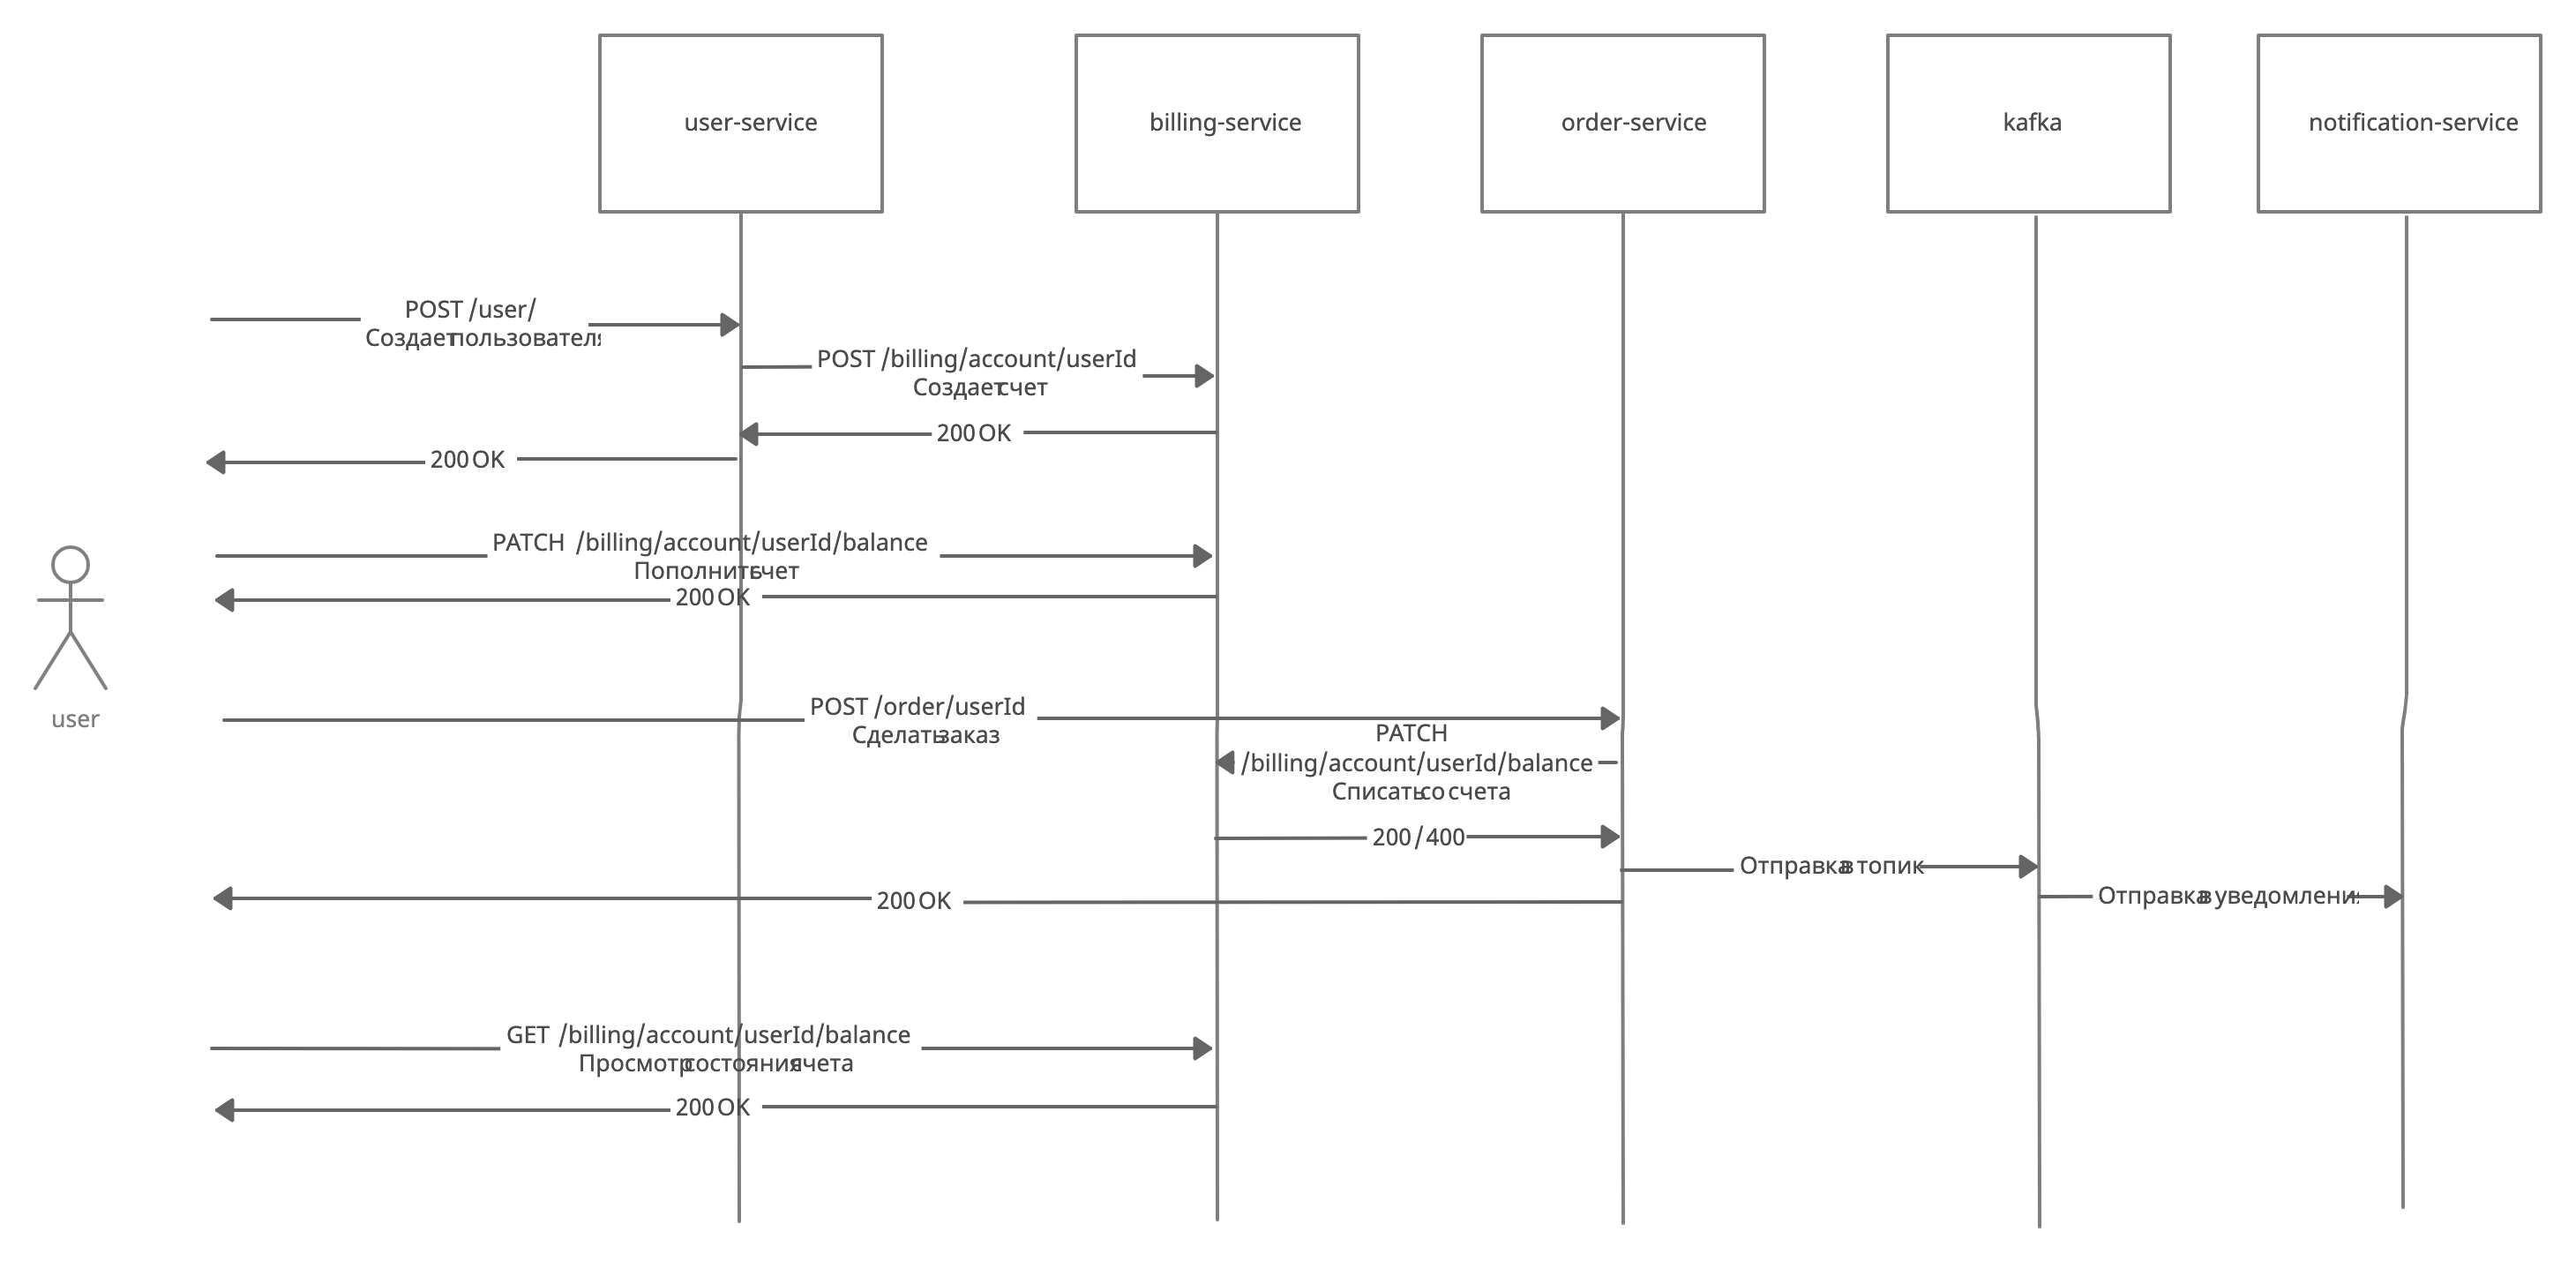 user-service
billing-service
order-service
kafka
notification-service
POST /user/
Создает пользователя
POST /billing/account/userId
Создает счет
200 OK
200 OK
PATCH /billing/account/userId/balance
Пополнить счет
200 OK
user
POST /order/userId
Сделать заказ
PATCH
/billing/account/userId/balance
Списать со счета
200 / 400
Отправка в топик
Отправка в уведомлени
200 OK
GET /billing/account/userId/balance
Просмотр состояния счета
200 OK